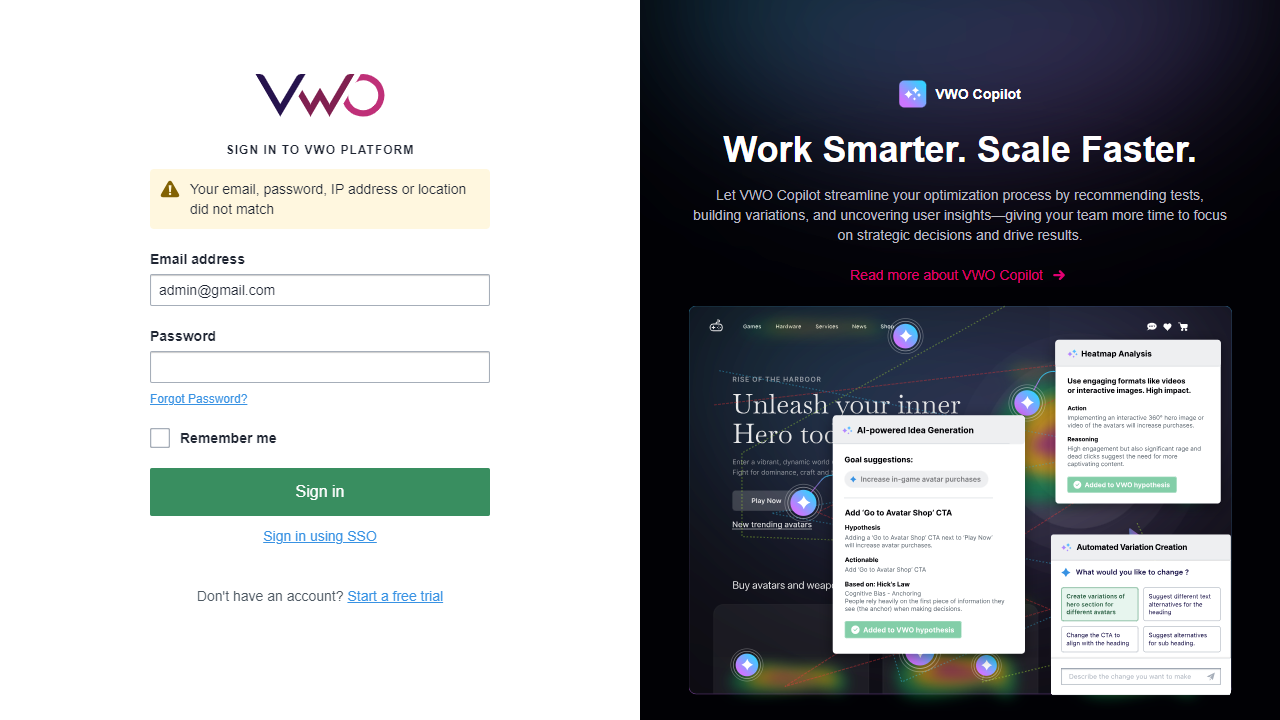 VWO
SIGN IN TO VWO PLATFORM
Your email, password, IP address or location
did not match
Email address
admin@gmail.com
Password
Forgot Password?
Remember me
Sign in
Sign in using SSO
Don't have an account? Start a free trial
VWO Copilot
Work Smarter. Scale Faster.
Let VWO Copilot streamline your optimization process by recommending tests,
building variations, and uncovering user insights—giving your team more time to focus
on strategic decisions and drive results.
Read more about VWO Copilot
Games Hardware Services News Shop
RISE OF THE HARBOOR
Unleash your inner
Hero too
Enter a vibrant, dynamic world
Fight for dominance, craft and
Play Now
New trending avatars
Buy avatars and weap
AI-powered Idea Generation
Goal suggestions:
Increase in-game avatar purchases
Add 'Go to Avatar Shop' CTA
Hypothesis
Adding a 'Go to Avatar Shop' CTA next to 'Play Now'
will increase avatar purchases.
Actionable
Add 'Go to Avatar Shop' CTA
Based on: Hick's Law
Cognitive Bias - Anchoring
People rely heavily on the first piece of information they
see (the anchor) when making decisions.
Added to VWO hypothesis
Heatmap Analysis
Use engaging formats like videos
or interactive images. High impact.
Action
Implementing an interactive 360° hero image or
video of the avatars will increase purchases.
Reasoning
High engagement but also significant rage and
dead clicks suggest the need for more
captivating content.
Added to VWO hypothesis
Automated Variation Creation
What would you like to change ?
Create variations of
hero section for
different avatars
Suggest different text
alternatives for the
heading
Change the CTA to
align with the heading
Suggest alternatives
for sub heading.
Describe the change you want to make